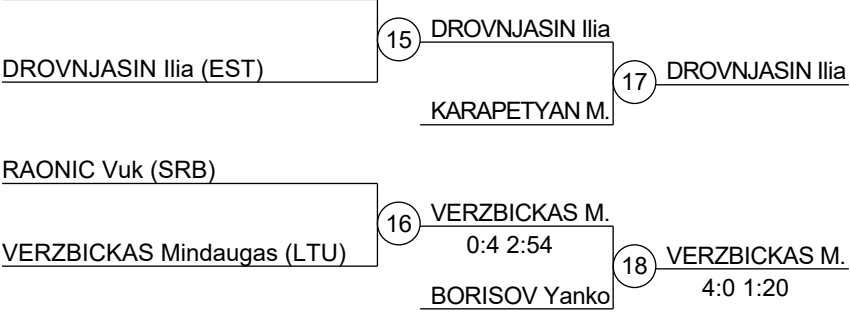 15
DROVNJASIN Ilia
DROVNJASIN Ilia (EST)
17
DROVNJASIN Ilia
KARAPETYAN M.
RAONIC Vuk (SRB)
16
VERZBICKAS M.
0:4 2:54
VERZBICKAS Mindaugas (LTU)
18
VERZBICKAS M.
4:0 1:20
BORISOV Yanko